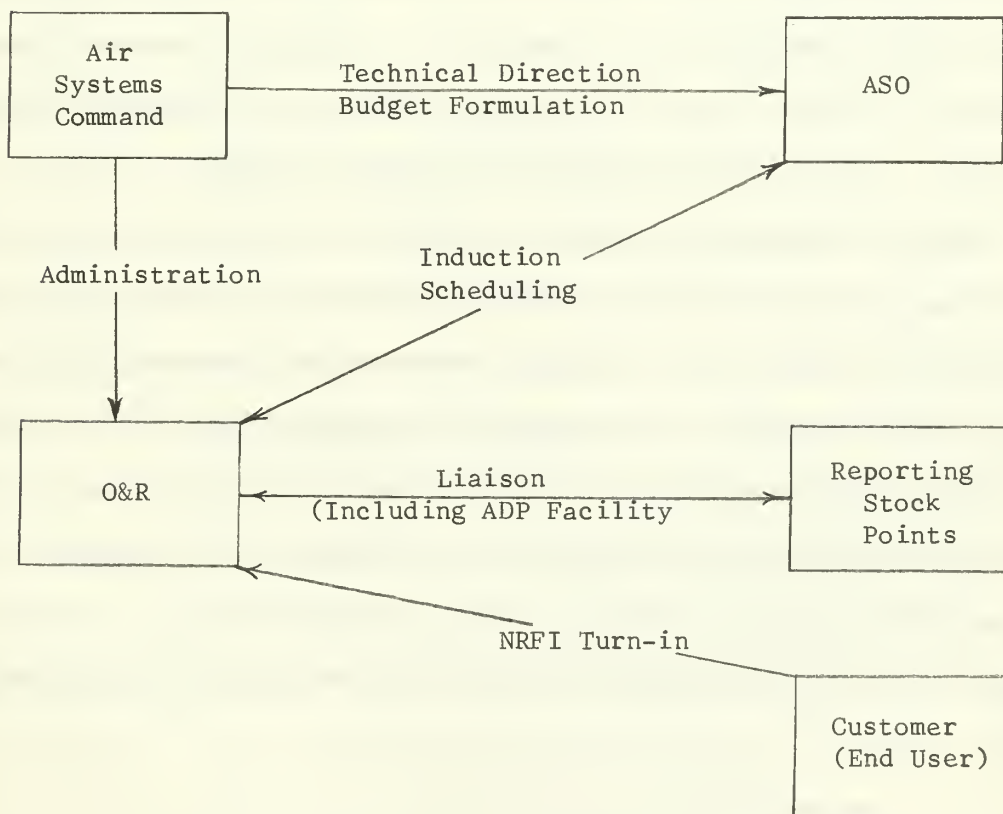 Air
Systems
Command
Technical Direction
Budget Formulation
ASO
Administration
Induction
Scheduling
O&R
Liaison
(Including ADP Facility
Reporting
Stock
Points
NRFI Turn-in
Customer
(End User)